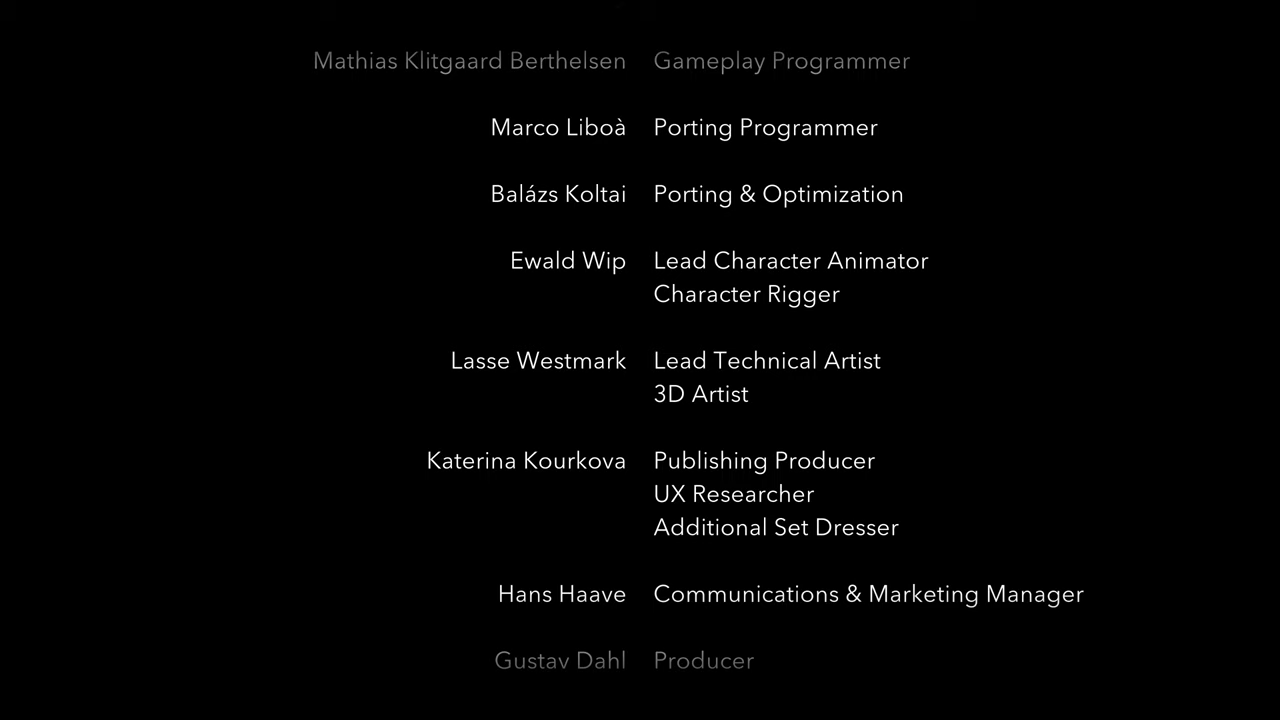 Mathias Klitgaard Berthelsen Gameplay Programmer
Marco Liboà Porting Programmer
Balázs Koltai Porting & Optimization
Ewald Wip Lead Character Animator
Character Rigger
Lasse Westmark Lead Technical Artist
3D Artist
Katerina Kourkova Publishing Producer
UX Researcher
Additional Set Dresser
Hans Haave Communications & Marketing Manager
Gustav Dahl Producer